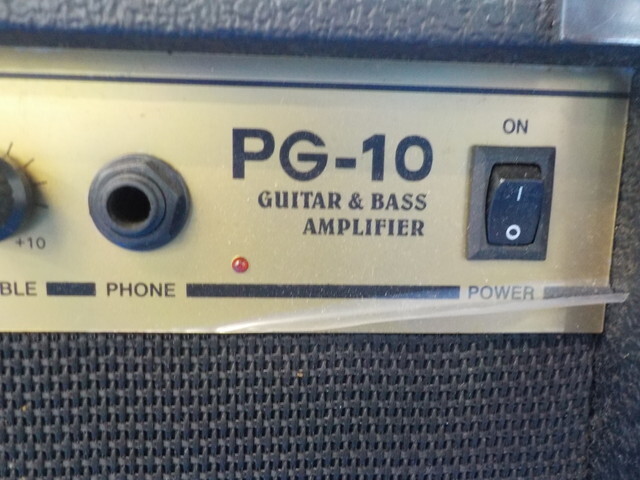 ON
PG-10
GUITAR & BASS
AMPLIFIER
I
O
+10
BLE PHONE POWER